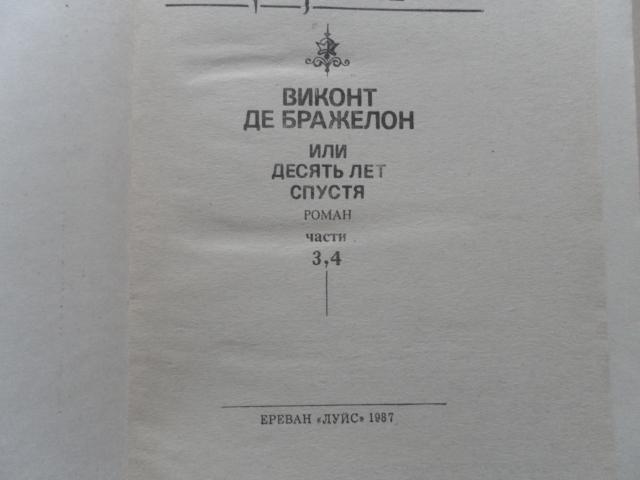 ВИКОНТ
ДЕ БРАЖЕЛОН
ИЛИ
ДЕСЯТЬ ЛЕТ
СПУСТЯ
РОМАН
части
3,4
ЕРЕВАН «ЛУЙС» 1987